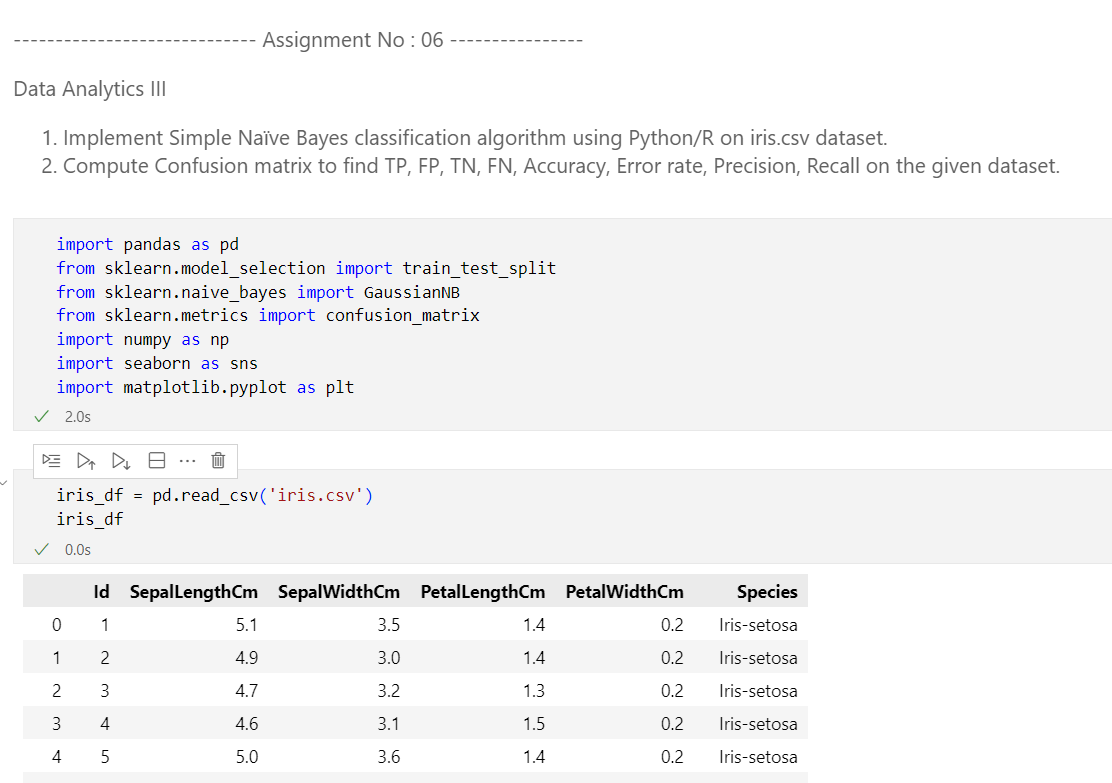 ----------------------------- Assignment No : 06 ----------------
Data Analytics III
1. Implement Simple Naïve Bayes classification algorithm using Python/R on iris.csv dataset.
2. Compute Confusion matrix to find TP, FP, TN, FN, Accuracy, Error rate, Precision, Recall on the given dataset.
import pandas as pd
from sklearn.model_selection import train_test_split
from sklearn.naive_bayes import GaussianNB
from sklearn.metrics import confusion_matrix
import numpy as np
import seaborn as sns
import matplotlib.pyplot as plt
2.0s
iris_df = pd.read_csv('iris.csv')
iris_df
0.0s
Id SepalLengthCm SepalWidthCm PetalLengthCm PetalWidthCm Species
0 1 5.1 3.5 1.4 0.2 Iris-setosa
1 2 4.9 3.0 1.4 0.2 Iris-setosa
2 3 4.7 3.2 1.3 0.2 Iris-setosa
3 4 4.6 3.1 1.5 0.2 Iris-setosa
4 5 5.0 3.6 1.4 0.2 Iris-setosa